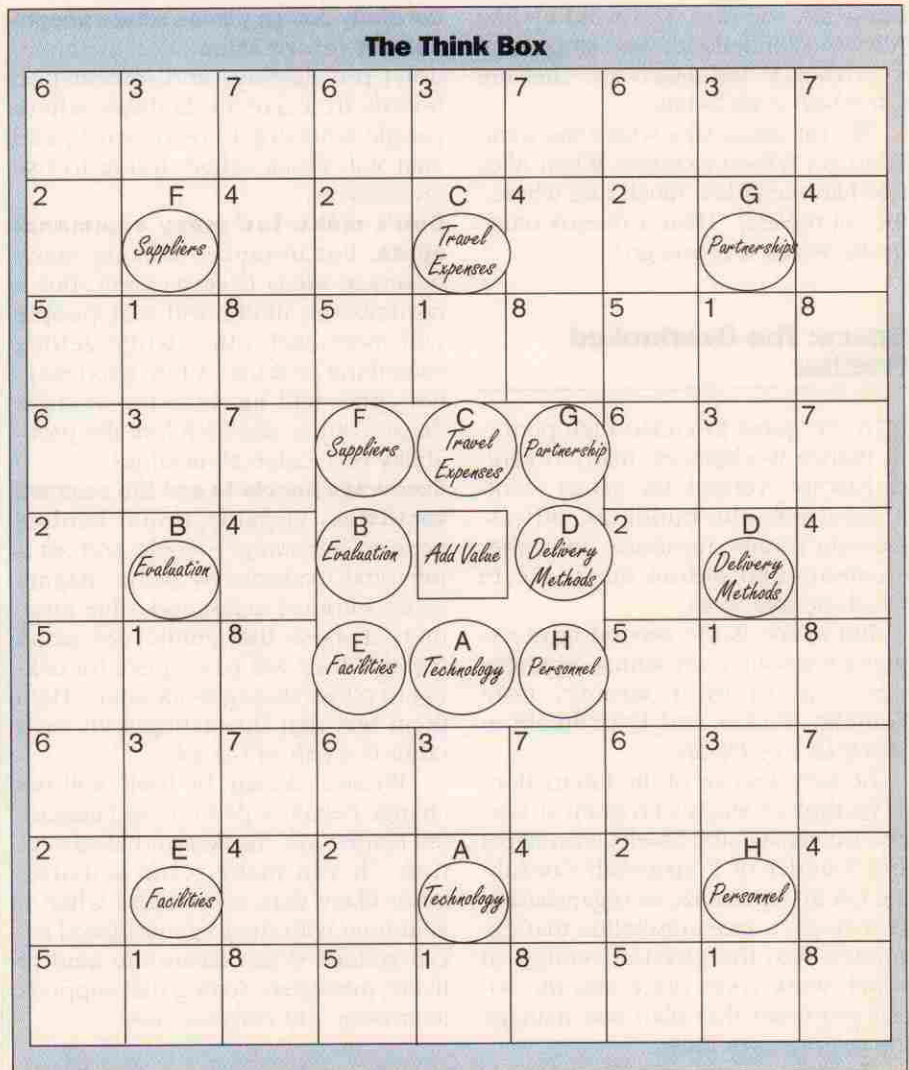 The Think Box
6 3 7 6 3 7 6 3 7
2 F 4 2 C 4 2 G 4
Suppliers Travel Expenses Partnerships
5 1 8 5 1 8 5 1 8
6 3 7 F C G 6 3 7
Suppliers Travel Expenses Partnership
2 B 4 B D 2 D 4
Evaluation Evaluation Add Value Delivery Methods Delivery Methods
5 1 8 E A H 5 1 8
Facilities Technology Personnel
6 3 7 6 3 7 6 3 7
2 E 4 2 A 4 2 H 4
Facilities Technology Personnel
5 1 8 5 1 8 5 1 8